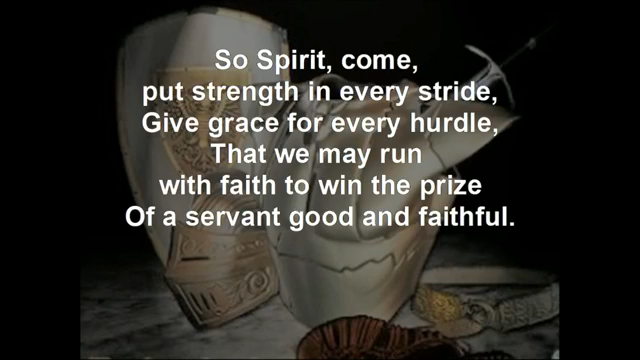 So Spirit, come,
put strength in every stride,
Give grace for every hurdle,
That we may run
with faith to win the prize
Of a servant good and faithful.